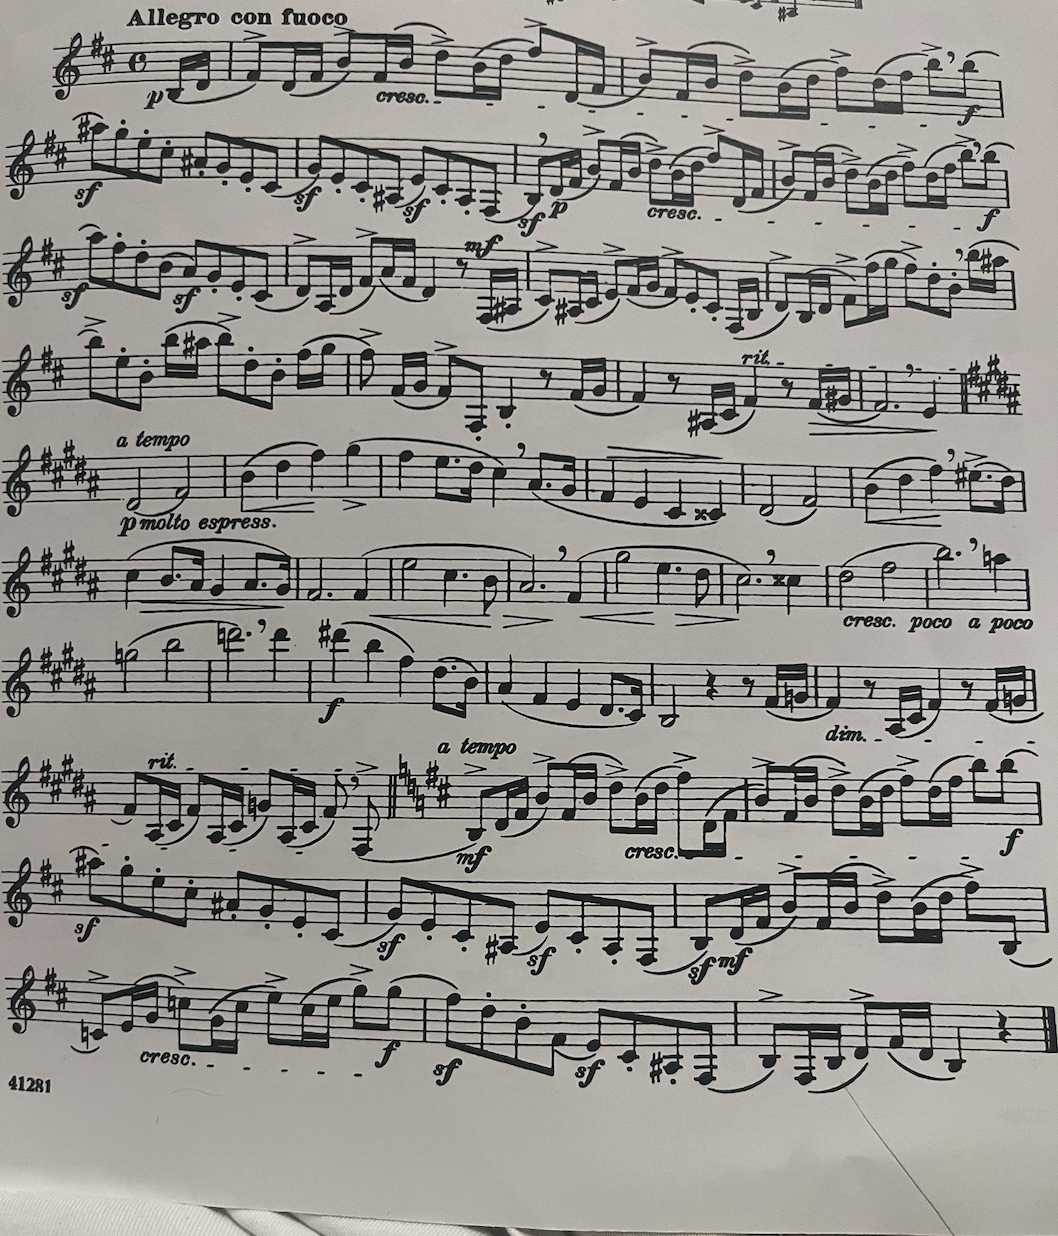 Allegro con fuoco
p cresc. f
sf sf sf sf p cresc. f
sf sf mf
rit.
a tempo
p molto espress.
cresc. poco a poco
f dim.
rit. a tempo
mf cresc. f
sf sf sf sf mf
cresc. f sf sf
41281